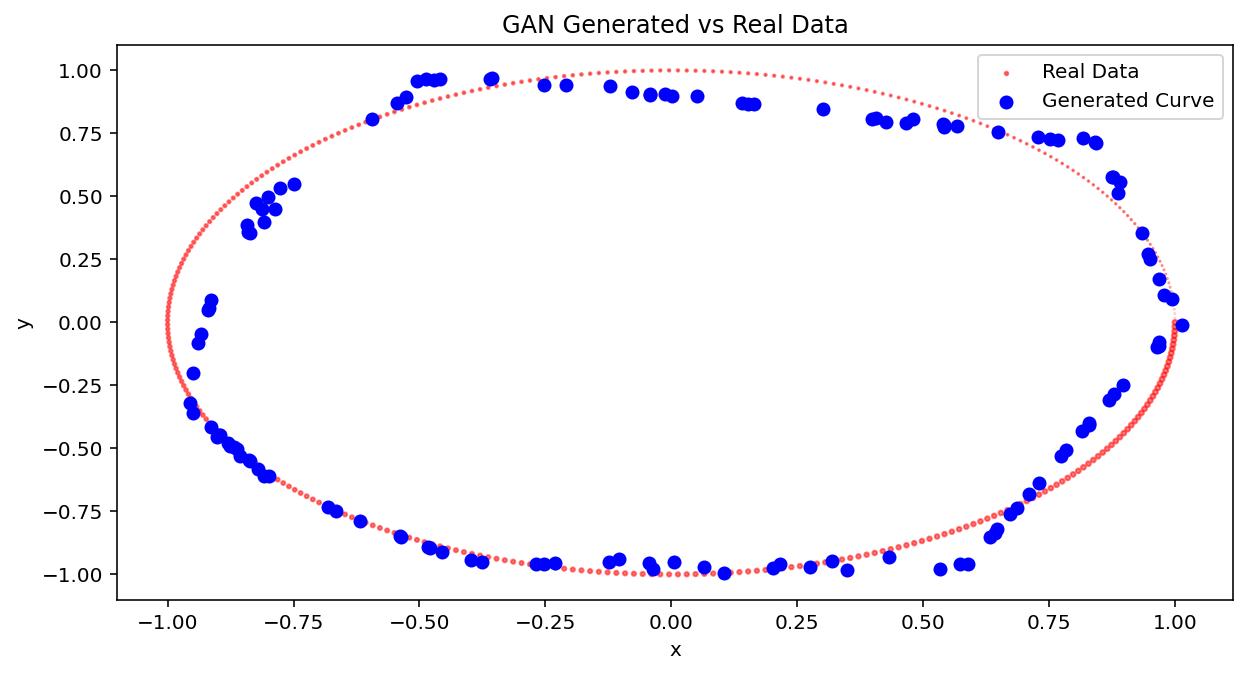 GAN Generated vs Real Data
Real Data
Generated Curve
1.00
0.75
0.50
0.25
0.00
−0.25
−0.50
−0.75
−1.00
y
−1.00 −0.75 −0.50 −0.25 0.00 0.25 0.50 0.75 1.00
x